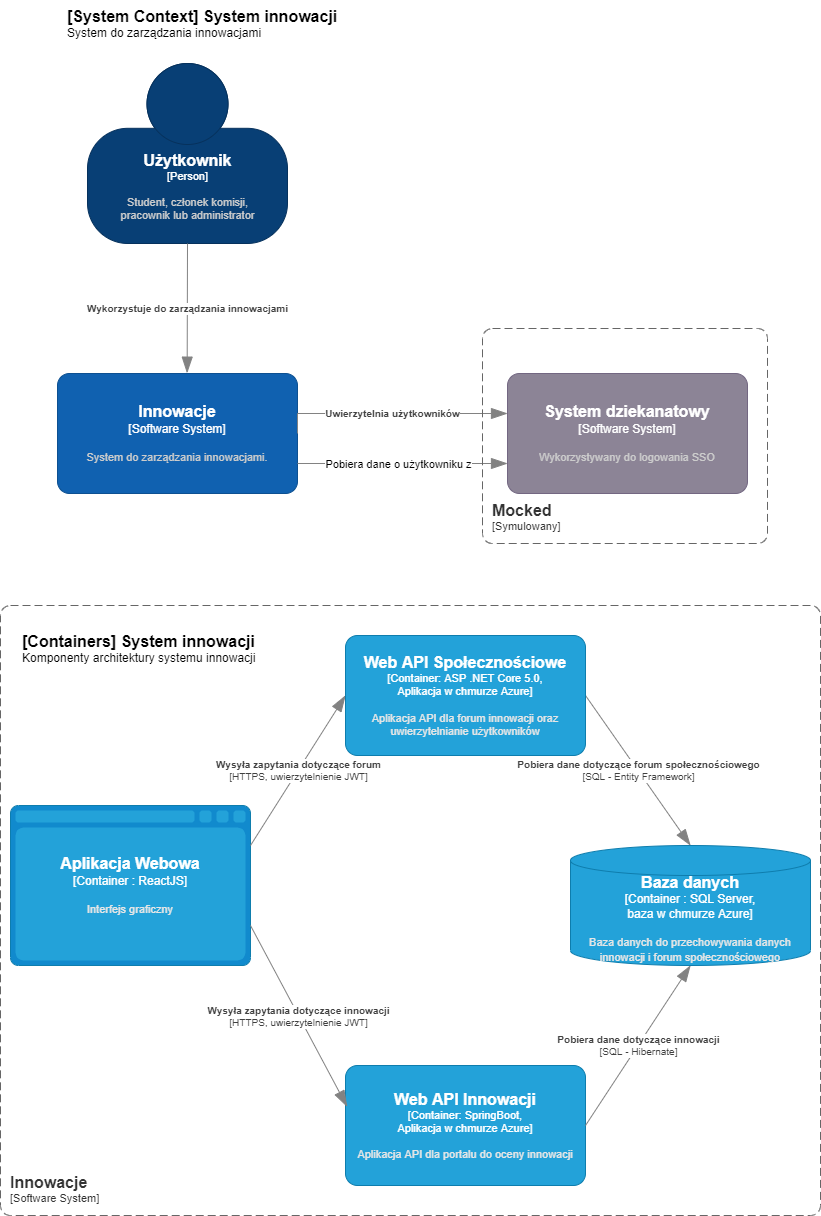 [System Context] System innowacji
System do zarządzania innowacjami
Użytkownik
[Person]
Student, członek komisji,
pracownik lub administrator
Wykorzystuje do zarządzania innowacjami
Innowacje
[Software System]
System do zarządzania innowacjami.
Uwierzytelnia użytkowników
Pobiera dane o użytkowniku z
System dziekanatowy
[Software System]
Wykorzystywany do logowania SSO
Mocked
[Symulowany]
[Containers] System innowacji
Komponenty architektury systemu innowacji
Web API Społecznościowe
[Container: ASP .NET Core 5.0,
Aplikacja w chmurze Azure]
Aplikacja API dla forum innowacji oraz
uwierzytelnianie użytkowników
Wysyła zapytania dotyczące forum
[HTTPS, uwierzytelnienie JWT]
Pobiera dane dotyczące forum społecznościowego
[SQL - Entity Framework]
Aplikacja Webowa
[Container : ReactJS]
Interfejs graficzny
Baza danych
[Container : SQL Server,
baza w chmurze Azure]
Baza danych do przechowywania danych
innowacji i forum społecznościowego
Wysyła zapytania dotyczące innowacji
[HTTPS, uwierzytelnienie JWT]
Pobiera dane dotyczące innowacji
[SQL - Hibernate]
Web API Innowacji
[Container: SpringBoot,
Aplikacja w chmurze Azure]
Aplikacja API dla portalu do oceny innowacji
Innowacje
[Software System]